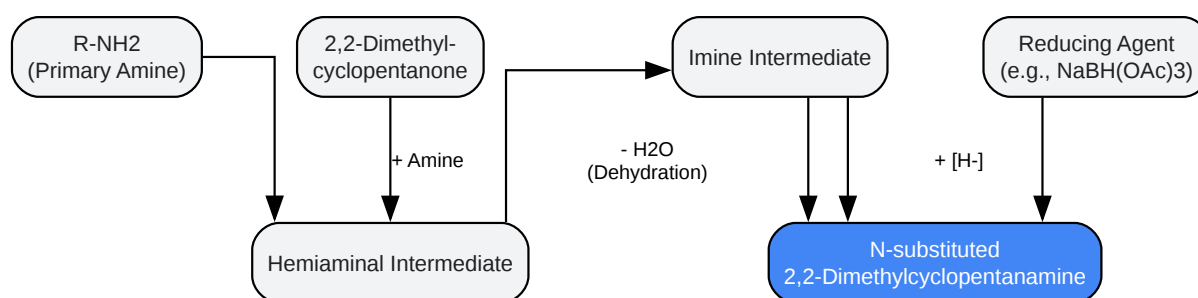 R-NH2
(Primary Amine)
2,2-Dimethyl-
cyclopentanone
Imine Intermediate
Reducing Agent
(e.g., NaBH(OAc)3)
+ Amine
- H2O
(Dehydration)
+ [H-]
Hemiaminal Intermediate
N-substituted
2,2-Dimethylcyclopentanamine